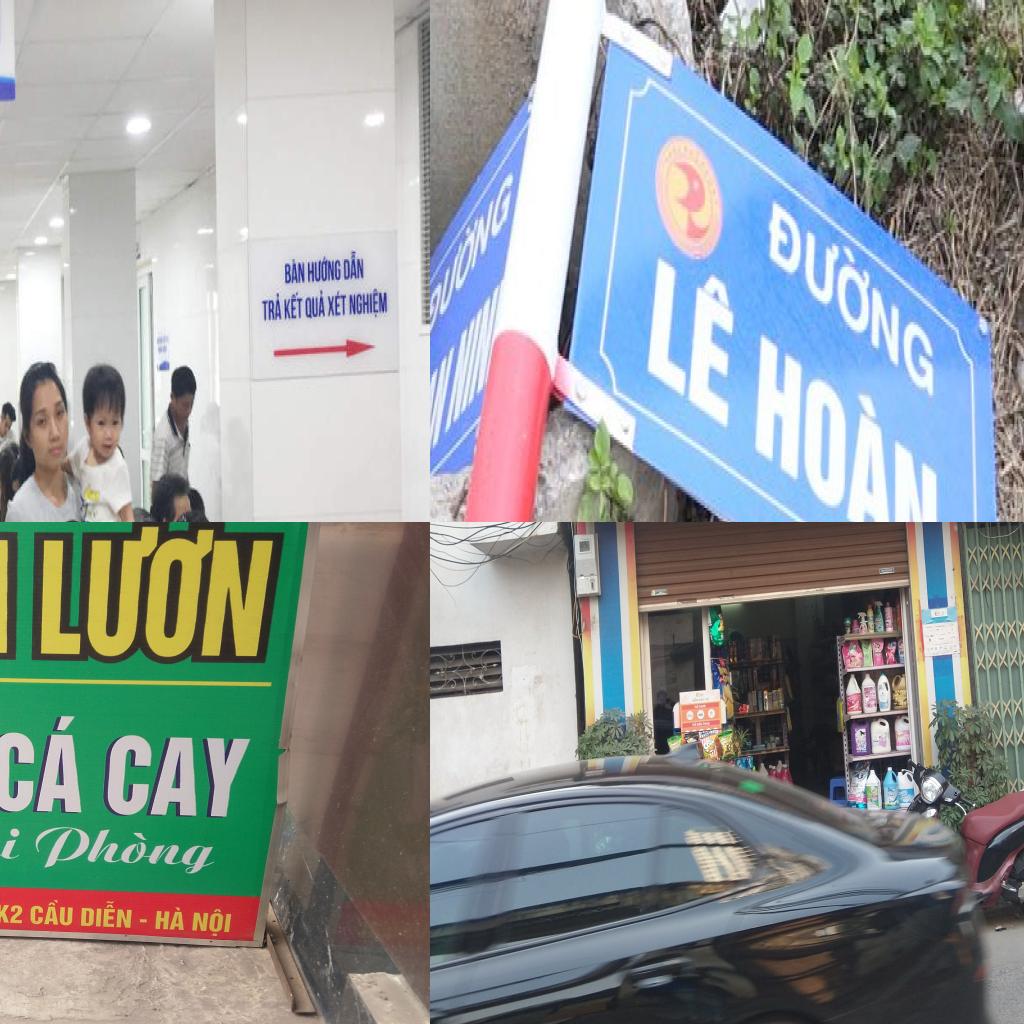 BÀN HƯỚNG DẪN
TRẢ KẾT QUẢ XÉT NGHIỆM
ĐƯỜNG
ĐƯỜNG
LÊ HOÀN
LƯƠN
CÁ CAY
i Phòng
K2 CẦU DIỄN - HÀ NỘI